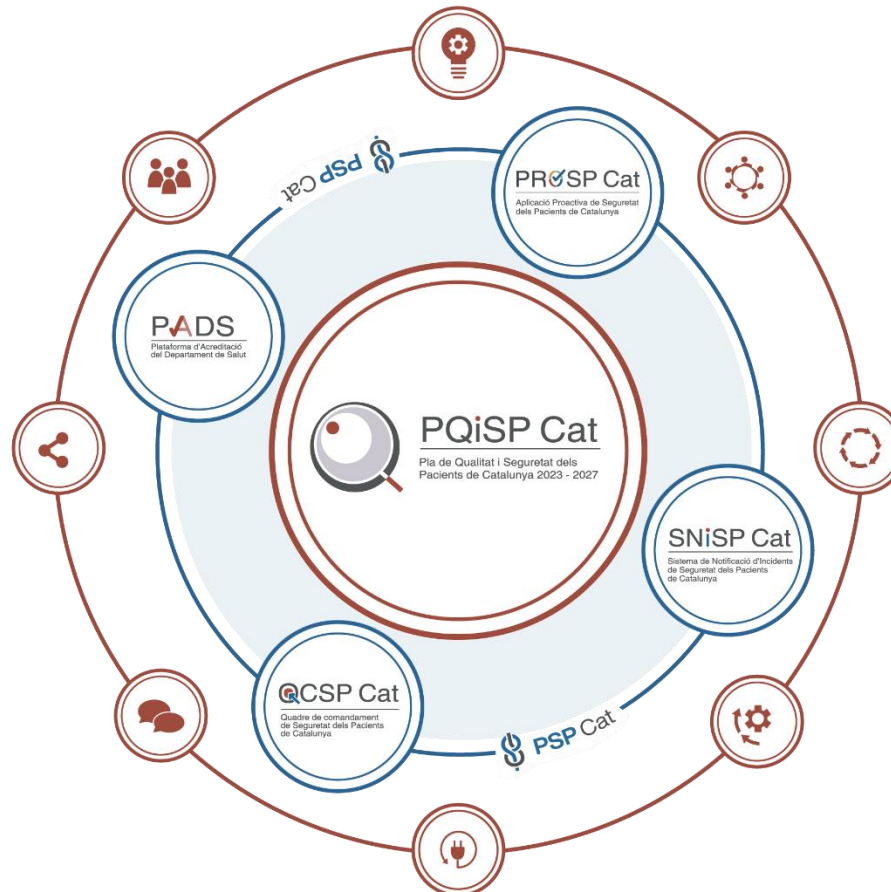 PSP Cat
PROSP Cat
Aplicació Proactiva de Seguretat
dels Pacients de Catalunya
PADS
Plataforma d'Acreditació
del Departament de Salut
PQiSP Cat
Pla de Qualitat i Seguretat dels
Pacients de Catalunya 2023 - 2027
SNiSP Cat
Sistema de Notificació d'Incidents
de Seguretat dels Pacients
de Catalunya
QCSP Cat
Quadre de comandament
de Seguretat dels Pacients
de Catalunya
PSP Cat